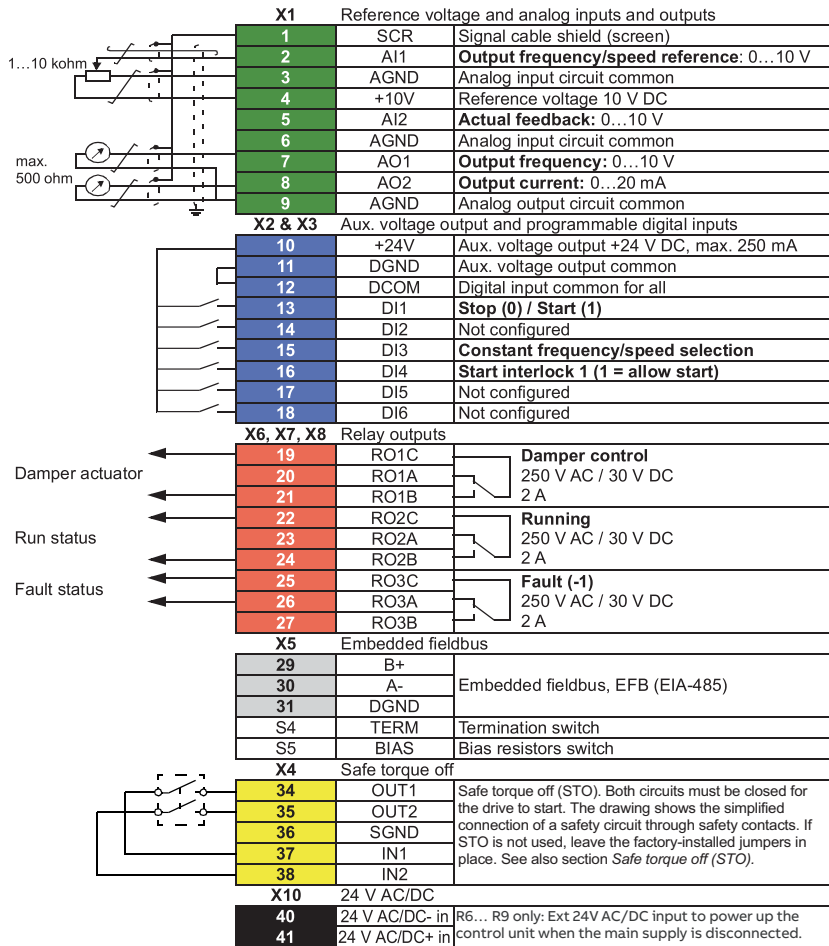 X1 Reference voltage and analog inputs and outputs
1 SCR Signal cable shield (screen)
2 AI1 Output frequency/speed reference: 0…10 V
1…10 kohm
3 AGND Analog input circuit common
4 +10V Reference voltage 10 V DC
5 AI2 Actual feedback: 0…10 V
6 AGND Analog input circuit common
max.
500 ohm
7 AO1 Output frequency: 0…10 V
8 AO2 Output current: 0…20 mA
9 AGND Analog output circuit common
X2 & X3 Aux. voltage output and programmable digital inputs
10 +24V Aux. voltage output +24 V DC, max. 250 mA
11 DGND Aux. voltage output common
12 DCOM Digital input common for all
13 DI1 Stop (0) / Start (1)
14 DI2 Not configured
15 DI3 Constant frequency/speed selection
16 DI4 Start interlock 1 (1 = allow start)
17 DI5 Not configured
18 DI6 Not configured
X6, X7, X8 Relay outputs
19 RO1C Damper control
Damper actuator 20 RO1A 250 V AC / 30 V DC
21 RO1B 2 A
22 RO2C Running
Run status 23 RO2A 250 V AC / 30 V DC
24 RO2B 2 A
25 RO3C Fault (-1)
Fault status
26 RO3A 250 V AC / 30 V DC
27 RO3B 2 A
X5 Embedded fieldbus
29 B+
30 A- Embedded fieldbus, EFB (EIA-485)
31 DGND
S4 TERM Termination switch
S5 BIAS Bias resistors switch
X4 Safe torque off
34 OUT1 Safe torque off (STO). Both circuits must be closed for
35 OUT2 the drive to start. The drawing shows the simplified
36 SGND connection of a safety circuit through safety contacts. If
37 IN1 STO is not used, leave the factory-installed jumpers in
38 IN2 place. See also section Safe torque off (STO).
X10 24 V AC/DC
40 24 V AC/DC- in R6… R9 only: Ext 24V AC/DC input to power up the
41 24 V AC/DC+ in control unit when the main supply is disconnected.